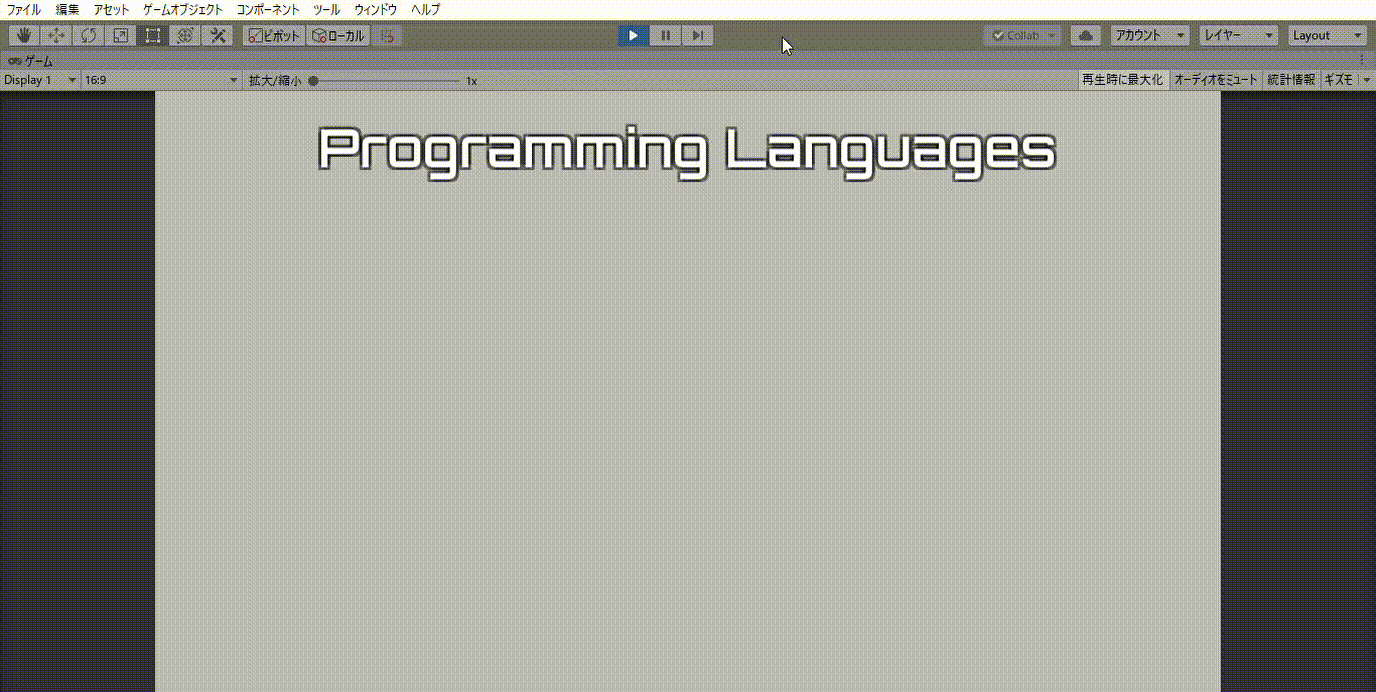 ファイル 編集 アセット ゲームオブジェクト コンポーネント ツール ウィンドウ ヘルプ
ピボット ローカル Collab アカウント レイヤー Layout
ゲーム
Display 1 16:9 拡大/縮小 1x 再生時に最大化 オーディオをミュート 統計情報 ギズモ
Programming Languages